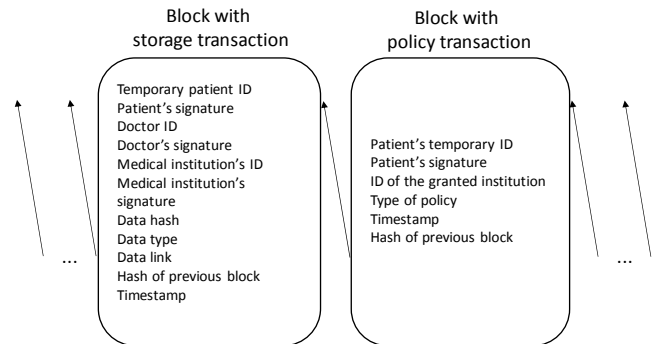 Block with
storage transaction
Temporary patient ID
Patient's signature
Doctor ID
Doctor's signature
Medical institution's ID
Medical institution's
signature
Data hash
Data type
Data link
Hash of previous block
Timestamp
...
Block with
policy transaction
Patient's temporary ID
Patient's signature
ID of the granted institution
Type of policy
Timestamp
Hash of previous block
...